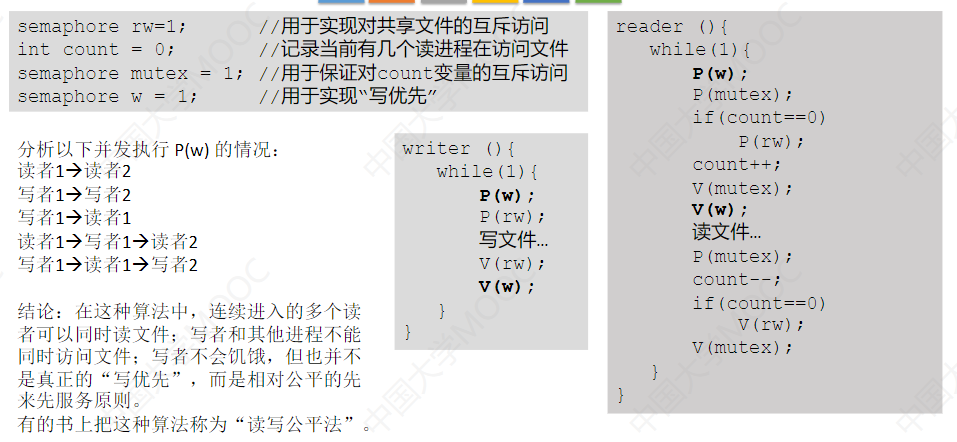 semaphore rw=1; //用于实现对共享文件的互斥访问
int count = 0; //记录当前有几个读进程在访问文件
semaphore mutex = 1; //用于保证对count变量的互斥访问
semaphore w = 1; //用于实现“写优先”
分析以下并发执行 P(w) 的情况：
读者1→读者2
写者1→写者2
写者1→读者1
读者1→写者1→读者2
写者1→读者1→写者2
结论：在这种算法中，连续进入的多个读
者可以同时读文件；写者和其他进程不能
同时访问文件；写者不会饥饿，但也并不
是真正的“写优先”，而是相对公平的先
来先服务原则。
有的书上把这种算法称为“读写公平法”。
writer (){
while(1){
P(w);
P(rw);
写文件…
V(rw);
V(w);
}
}
reader (){
while(1){
P(w);
P(mutex);
if(count==0)
P(rw);
count++;
V(mutex);
V(w);
读文件…
P(mutex);
count--;
if(count==0)
V(rw);
V(mutex);
}
}
中国大学MOOC